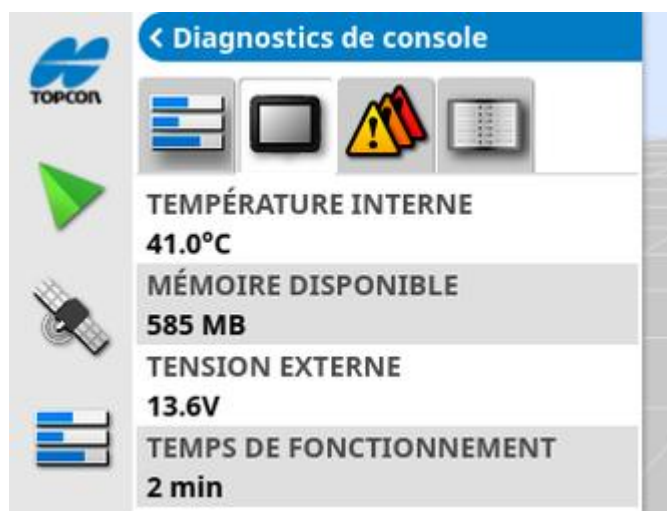 TOPCON
< Diagnostics de console
TEMPÉRATURE INTERNE
41.0°C
MÉMOIRE DISPONIBLE
585 MB
TENSION EXTERNE
13.6V
TEMPS DE FONCTIONNEMENT
2 min